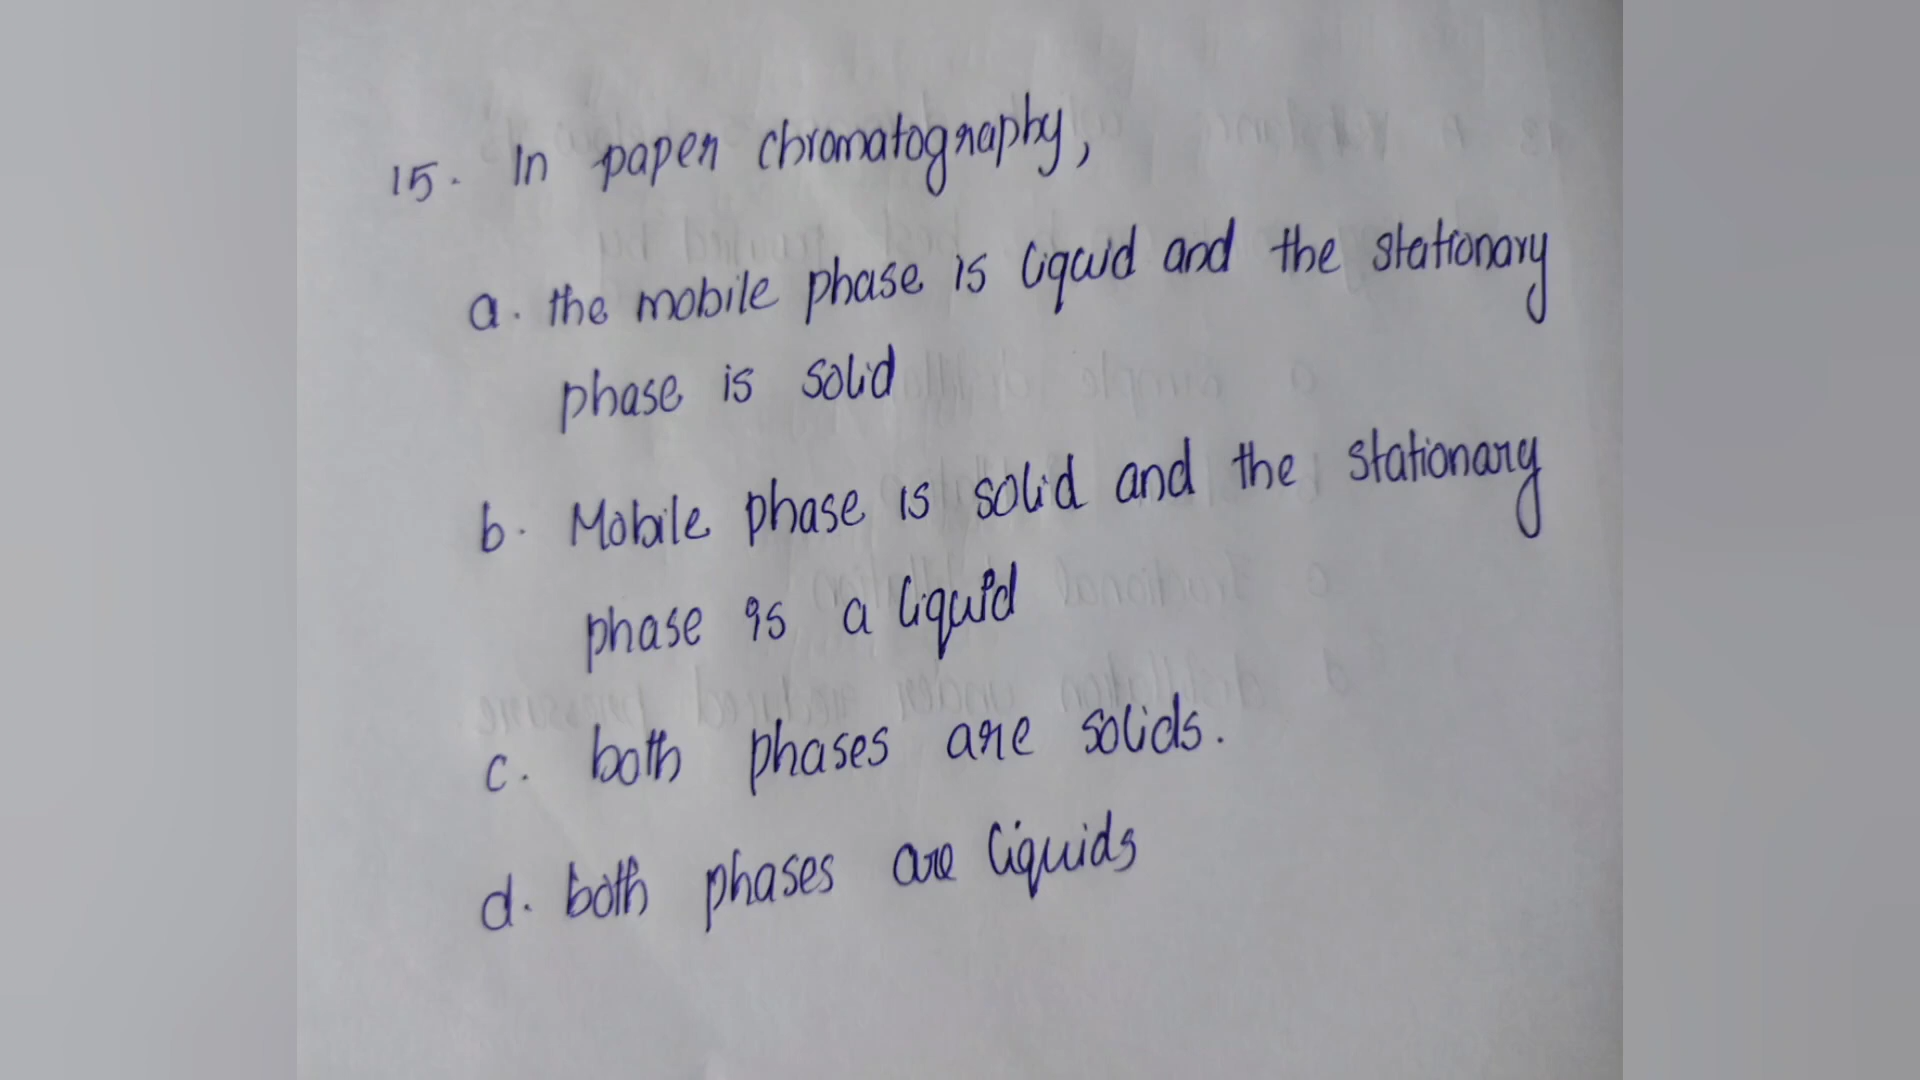 15. In paper chromatography,
a. the mobile phase is liquid and the stationary
phase is solid
b. Mobile phase is solid and the stationary
phase is a liquid
c. both phases are solids.
d. both phases are liquids